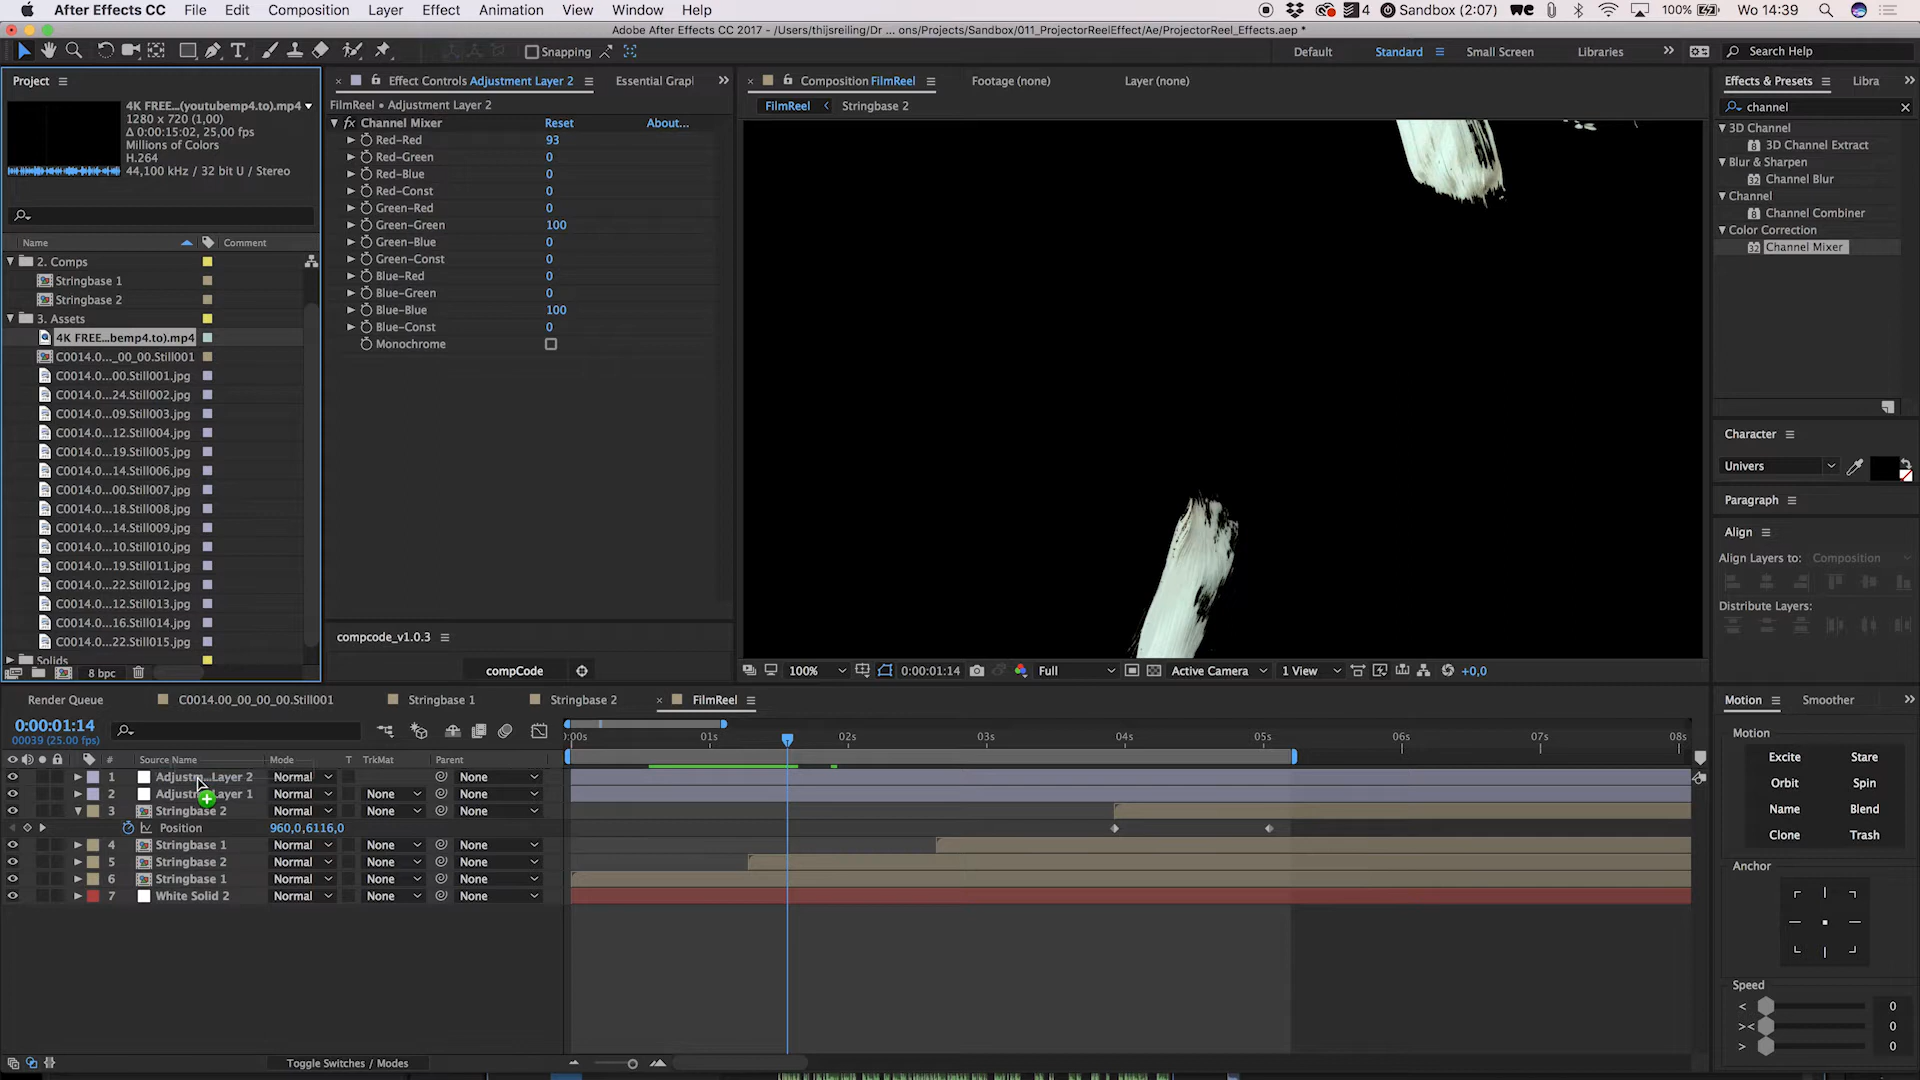 After Effects CC File Edit Composition Layer Effect Animation View Window Help 4 Sandbox (2:07) 100% Wo 14:39
Adobe After Effects CC 2017 - /Users/thijsreiling/Dr ... ons/Projects/Sandbox/011_ProjectorReelEffect/Ae/ProjectorReel_Effects.aep *
Snapping Default Standard Small Screen Libraries Search Help
Project
4K FREE...(youtubemp4.to).mp4
1280 x 720 (1,00)
Δ 0:00:15:02, 25,00 fps
Millions of Colors
H.264
44,100 kHz / 32 bit U / Stereo
Name Comment
2. Comps
Stringbase 1
Stringbase 2
3. Assets
4K FREE...bemp4.to).mp4
C0014.0..._00_00.Still001
C0014.0...00.Still001.jpg
C0014.0...24.Still002.jpg
C0014.0...09.Still003.jpg
C0014.0...12.Still004.jpg
C0014.0...19.Still005.jpg
C0014.0...14.Still006.jpg
C0014.0...00.Still007.jpg
C0014.0...18.Still008.jpg
C0014.0...14.Still009.jpg
C0014.0...10.Still010.jpg
C0014.0...19.Still011.jpg
C0014.0...22.Still012.jpg
C0014.0...12.Still013.jpg
C0014.0...16.Still014.jpg
C0014.0...22.Still015.jpg
Solids
8 bpc
Effect Controls Adjustment Layer 2 Essential Grapl
FilmReel • Adjustment Layer 2
fx Channel Mixer Reset About...
Red-Red 93
Red-Green 0
Red-Blue 0
Red-Const 0
Green-Red 0
Green-Green 100
Green-Blue 0
Green-Const 0
Blue-Red 0
Blue-Green 0
Blue-Blue 100
Blue-Const 0
Monochrome
compcode_v1.0.3
compCode
Composition FilmReel Footage (none) Layer (none)
FilmReel Stringbase 2
100% 0:00:01:14 Full Active Camera 1 View +0,0
Effects & Presets Libra
channel
3D Channel
3D Channel Extract
Blur & Sharpen
Channel Blur
Channel
Channel Combiner
Color Correction
Channel Mixer
Character
Univers
Paragraph
Align
Align Layers to: Composition
Distribute Layers:
Render Queue C0014.00_00_00_00.Still001 Stringbase 1 Stringbase 2 FilmReel
0:00:01:14
00039 (25.00 fps)
:00s 01s 02s 03s 04s 05s 06s 07s 08s
# Source Name Mode T TrkMat Parent
1 Adjustm...Layer 2 Normal None
2 Adjustm...Layer 1 Normal None None
3 Stringbase 2 Normal None None
Position 960,0,6116,0
4 Stringbase 1 Normal None None
5 Stringbase 2 Normal None None
6 Stringbase 1 Normal None None
7 White Solid 2 Normal None None
Toggle Switches / Modes
Motion Smoother
Motion
Excite Stare
Orbit Spin
Name Blend
Clone Trash
Anchor
Speed
< 0
>< 0
> 0